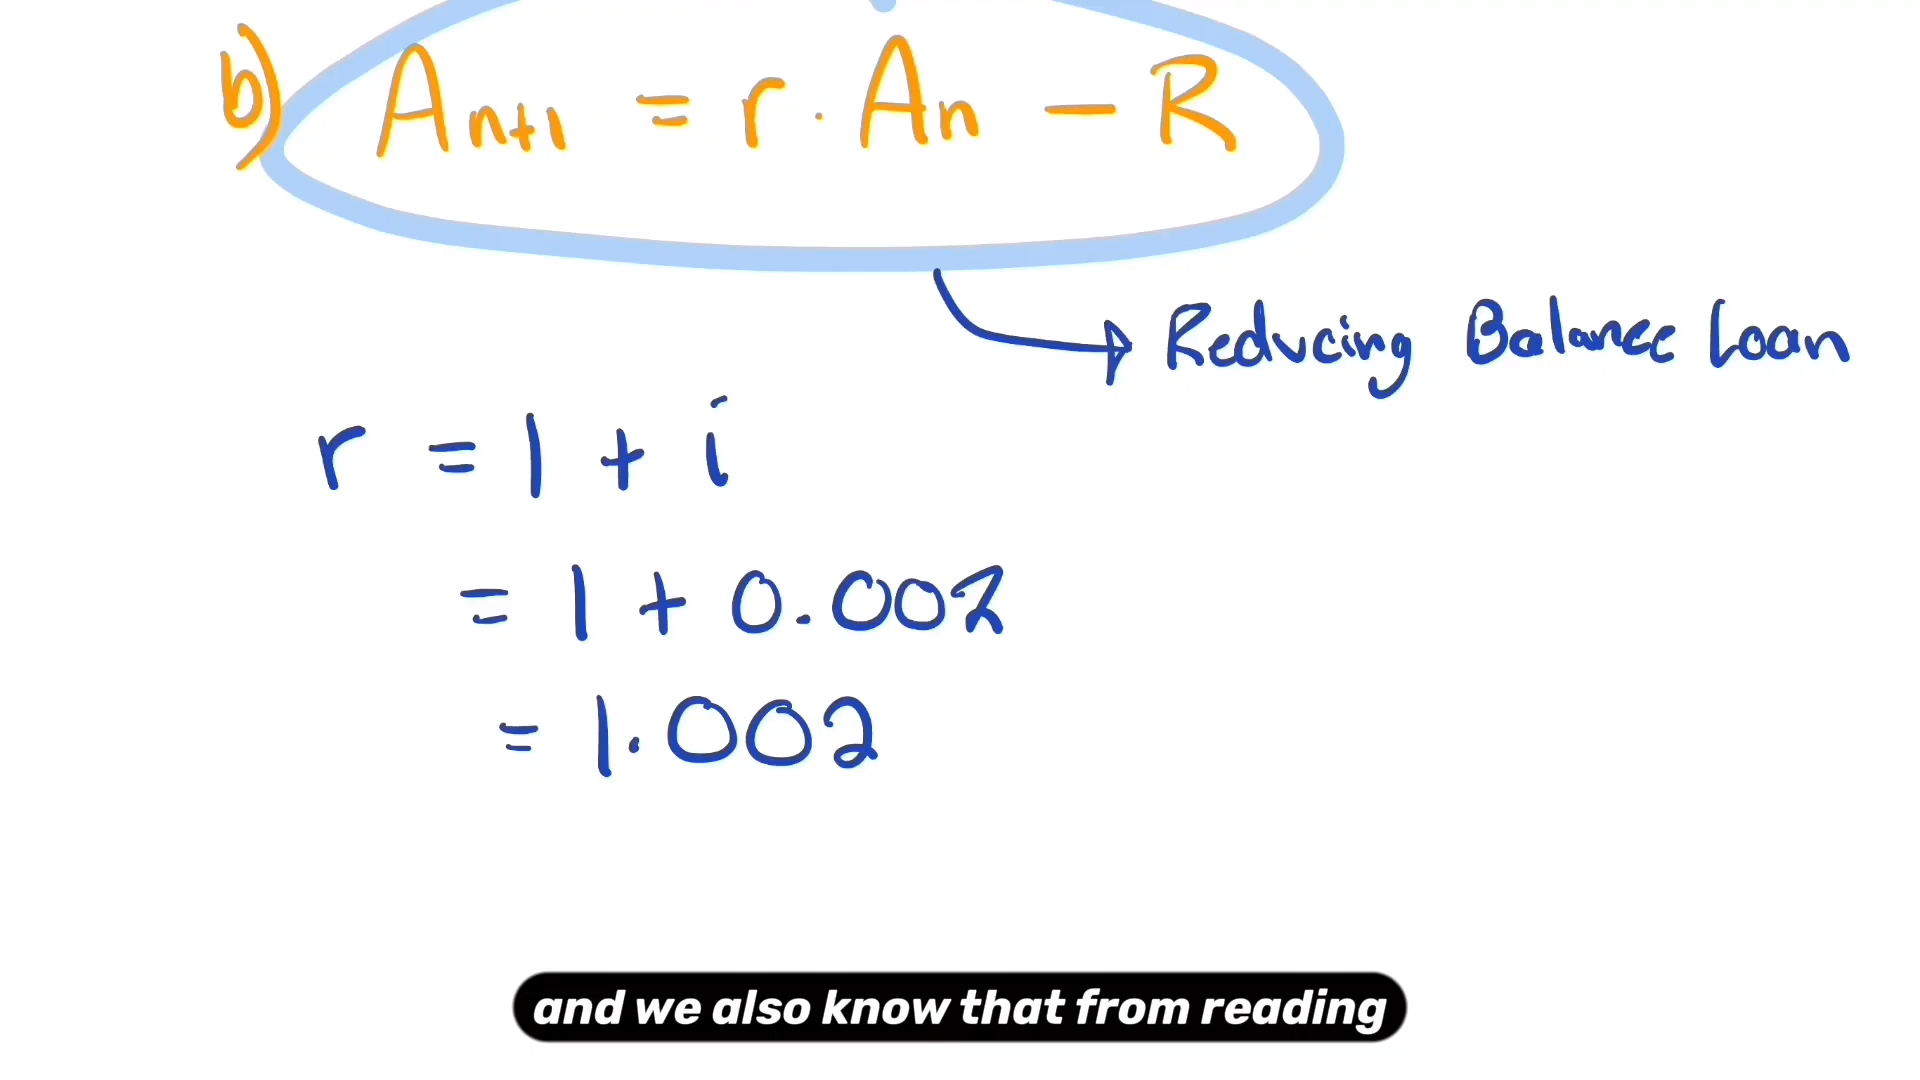 b) Aₙ₊₁ = r · Aₙ − R
Reducing Balance Loan
r = 1 + i
= 1 + 0.002
= 1.002
and we also know that from reading